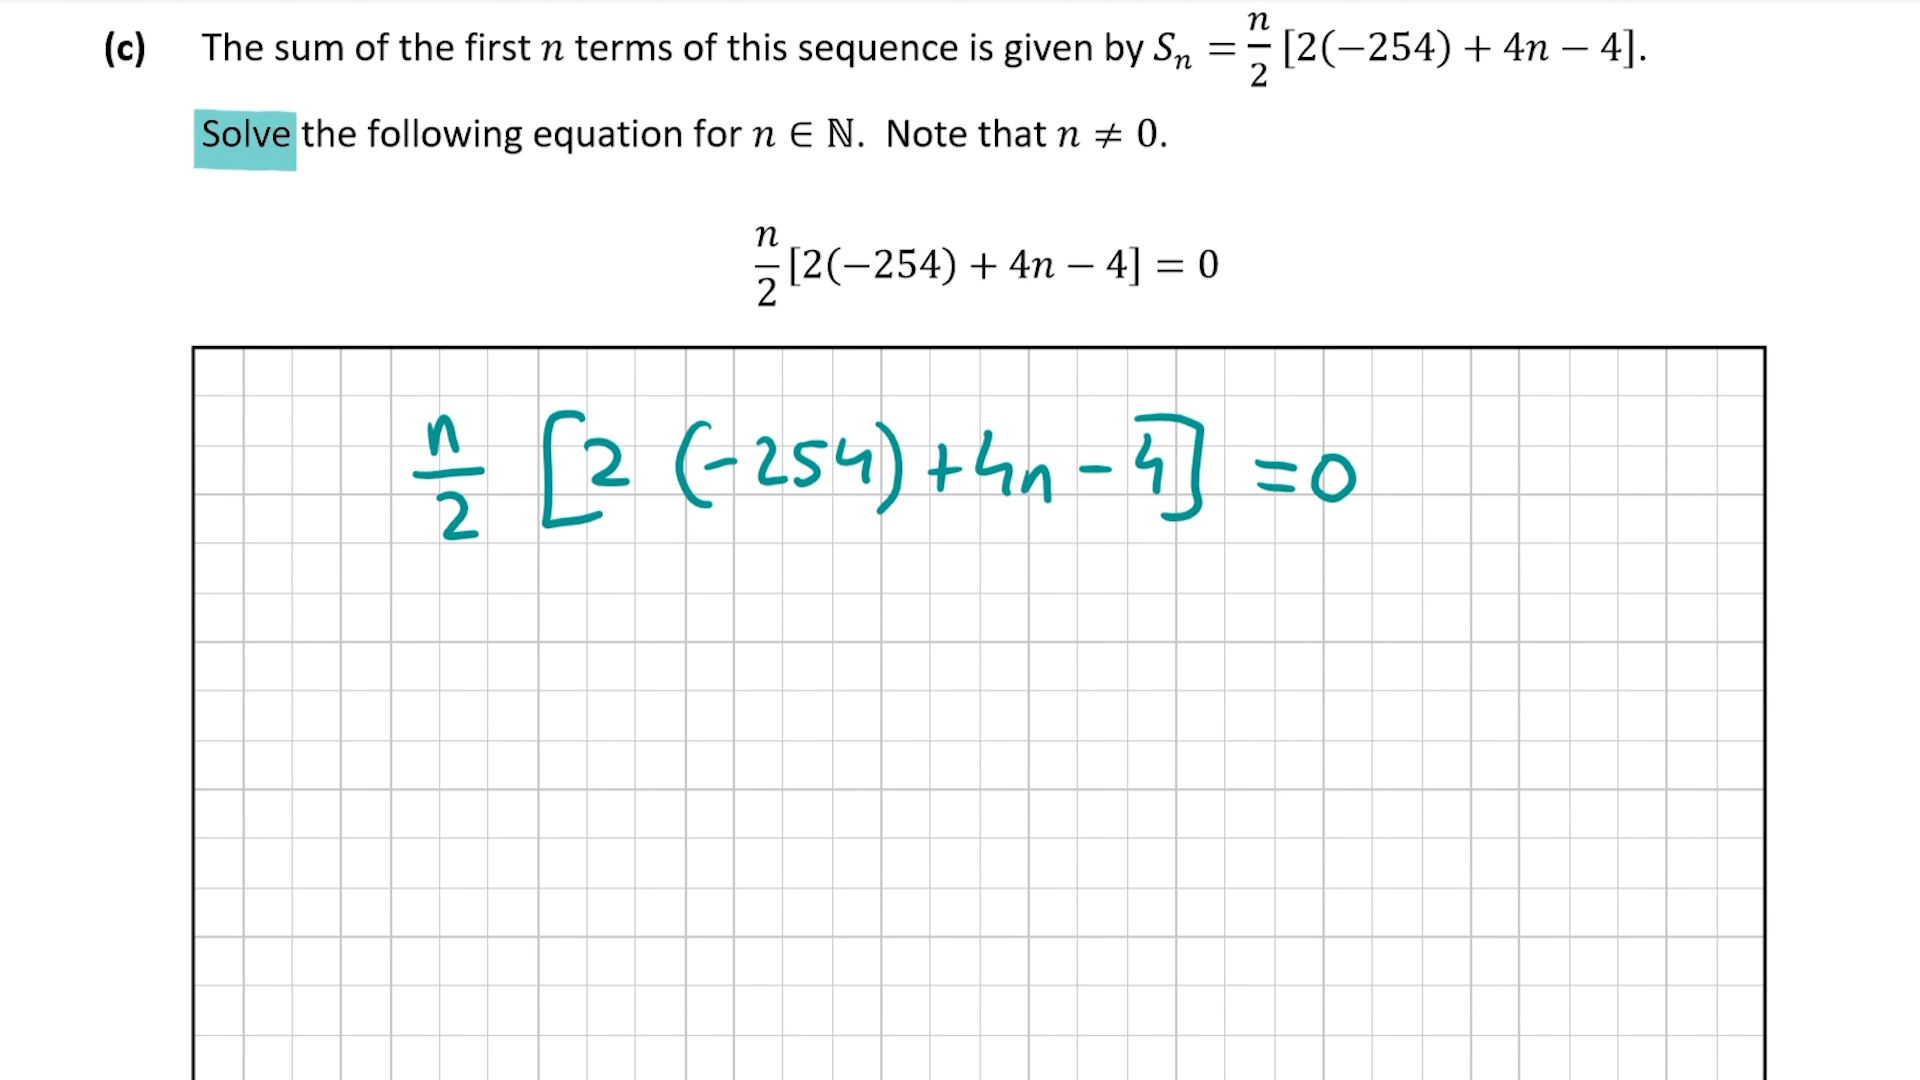 (c) The sum of the first n terms of this sequence is given by Sₙ = n/2 [2(−254) + 4n − 4].
Solve the following equation for n ∈ ℕ. Note that n ≠ 0.
n/2 [2(−254) + 4n − 4] = 0
n/2 [2 (-254) + 4n - 4] = 0